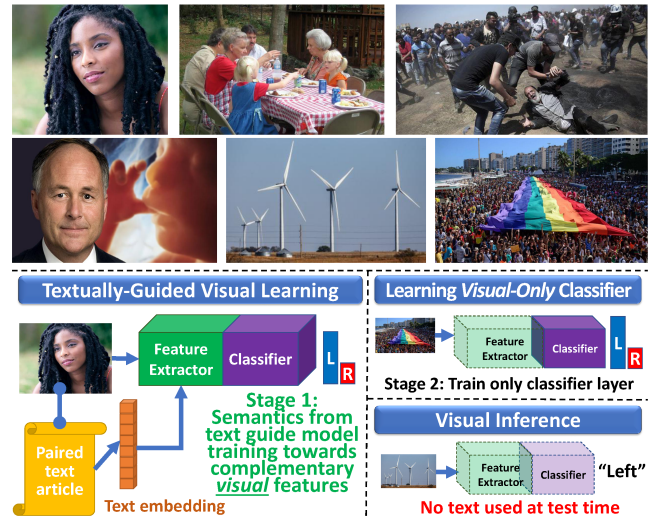 Textually-Guided Visual Learning
Feature
Extractor
Classifier
L
R
Paired
text
article
Text embedding
Stage 1:
Semantics from
text guide model
training towards
complementary
visual features
Learning Visual-Only Classifier
Feature
Extractor
Classifier
L
R
Stage 2: Train only classifier layer
Visual Inference
Feature
Extractor
Classifier
“Left”
No text used at test time